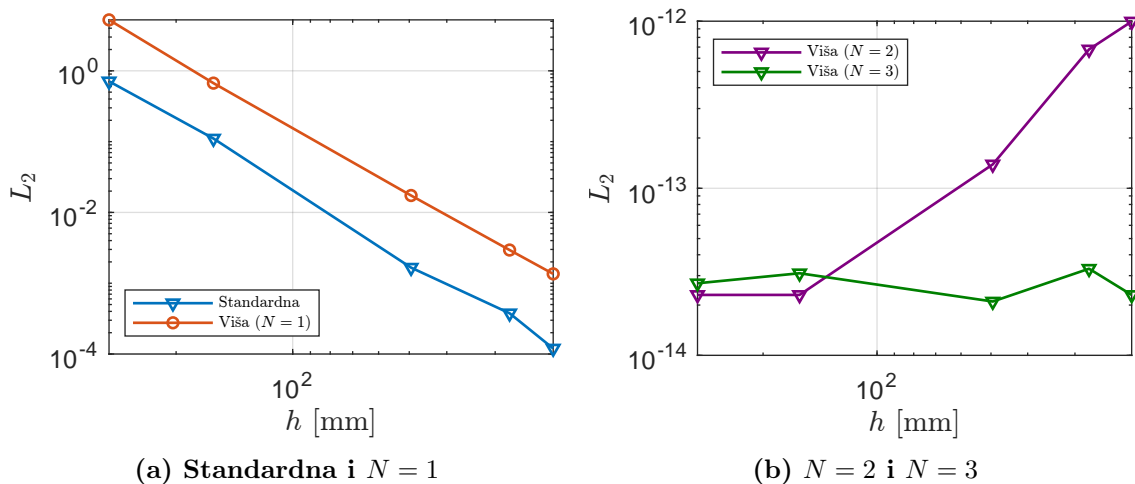 10^0
10^-2
10^-4
L_2
Standardna
Viša (N = 1)
10^2
h [mm]
(a) Standardna i N = 1
10^-12
10^-13
10^-14
L_2
Viša (N = 2)
Viša (N = 3)
10^2
h [mm]
(b) N = 2 i N = 3